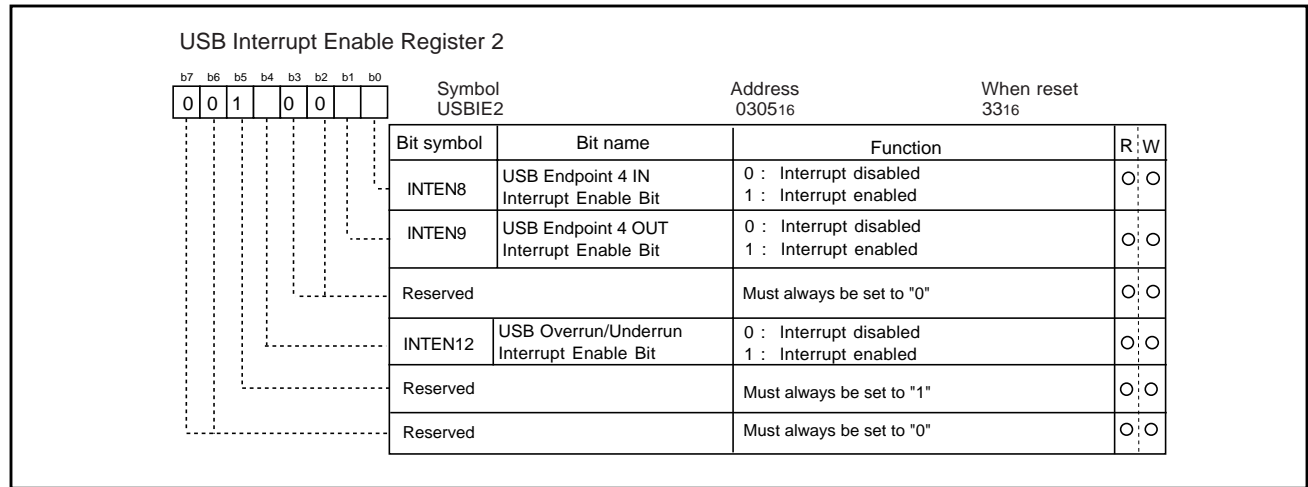 USB Interrupt Enable Register 2
b7 b6 b5 b4 b3 b2 b1 b0
0 0 1 0 0
Symbol Address When reset
USBIE2 030516 3316
Bit symbol Bit name Function R W
INTEN8 USB Endpoint 4 IN 0 : Interrupt disabled O O
Interrupt Enable Bit 1 : Interrupt enabled
INTEN9 USB Endpoint 4 OUT 0 : Interrupt disabled O O
Interrupt Enable Bit 1 : Interrupt enabled
Reserved Must always be set to "0" O O
INTEN12 USB Overrun/Underrun 0 : Interrupt disabled O O
Interrupt Enable Bit 1 : Interrupt enabled
Reserved Must always be set to "1" O O
Reserved Must always be set to "0" O O